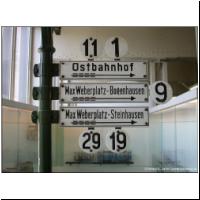 11 1
Ostbahnhof
Max Weberplatz-Bogenhausen 9
Max Weberplatz-Steinhausen
29 19